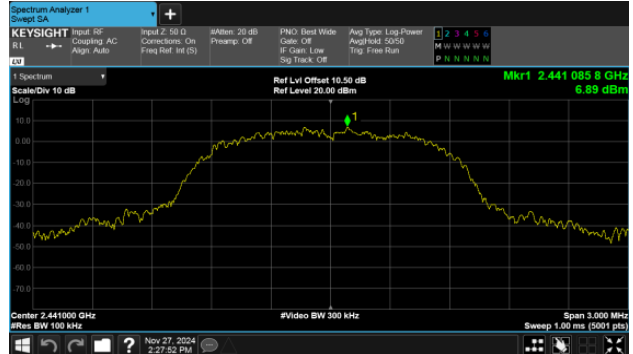 Spectrum Analyzer 1
Swept SA
+
KEYSIGHT
RL
LXI
Input: RF
Coupling: AC
Align: Auto
Input Z: 50 Ω
Corrections: On
Freq Ref: Int (S)
#Atten: 20 dB
Preamp: Off
PNO: Best Wide
Gate: Off
IF Gain: Low
Sig Track: Off
Avg Type: Log-Power
Avg|Hold: 50/50
Trig: Free Run
1 2 3 4 5 6
M W W W W W
P N N N N N
1 Spectrum
Scale/Div 10 dB
Ref Lvl Offset 10.50 dB
Ref Level 20.00 dBm
Mkr1 2.441 085 8 GHz
6.89 dBm
Log
1
10.0
0.00
-10.0
-20.0
-30.0
-40.0
-50.0
-60.0
-70.0
Center 2.441000 GHz
#Res BW 100 kHz
#Video BW 300 kHz
Span 3.000 MHz
Sweep 1.00 ms (5001 pts)
?
Nov 27, 2024
2:27:52 PM